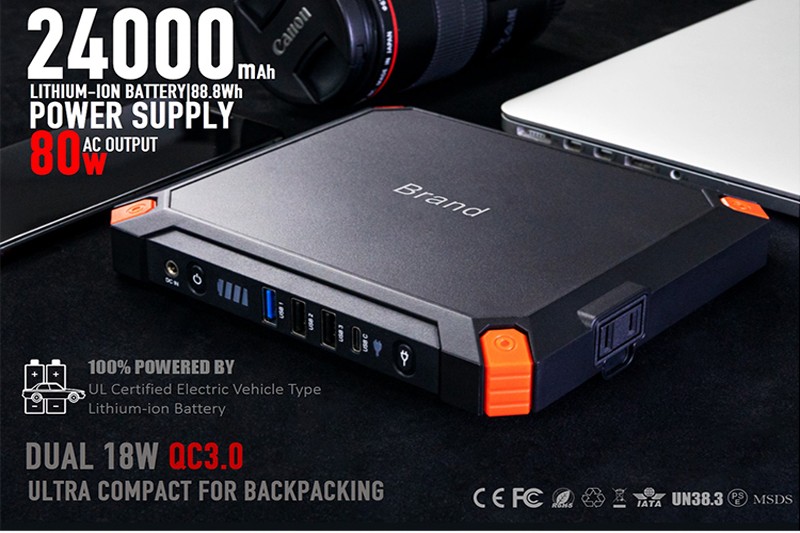 24000mAh
LITHIUM-ION BATTERY|88.8Wh
POWER SUPPLY
80W AC OUTPUT
Canon
Brand
DC IN
USB 1
USB 2
USB 3
USB C
100% POWERED BY
UL Certified Electric Vehicle Type
Lithium-ion Battery
DUAL 18W QC3.0
ULTRA COMPACT FOR BACKPACKING
CE FC RoHS IATA UN38.3 PSE MSDS